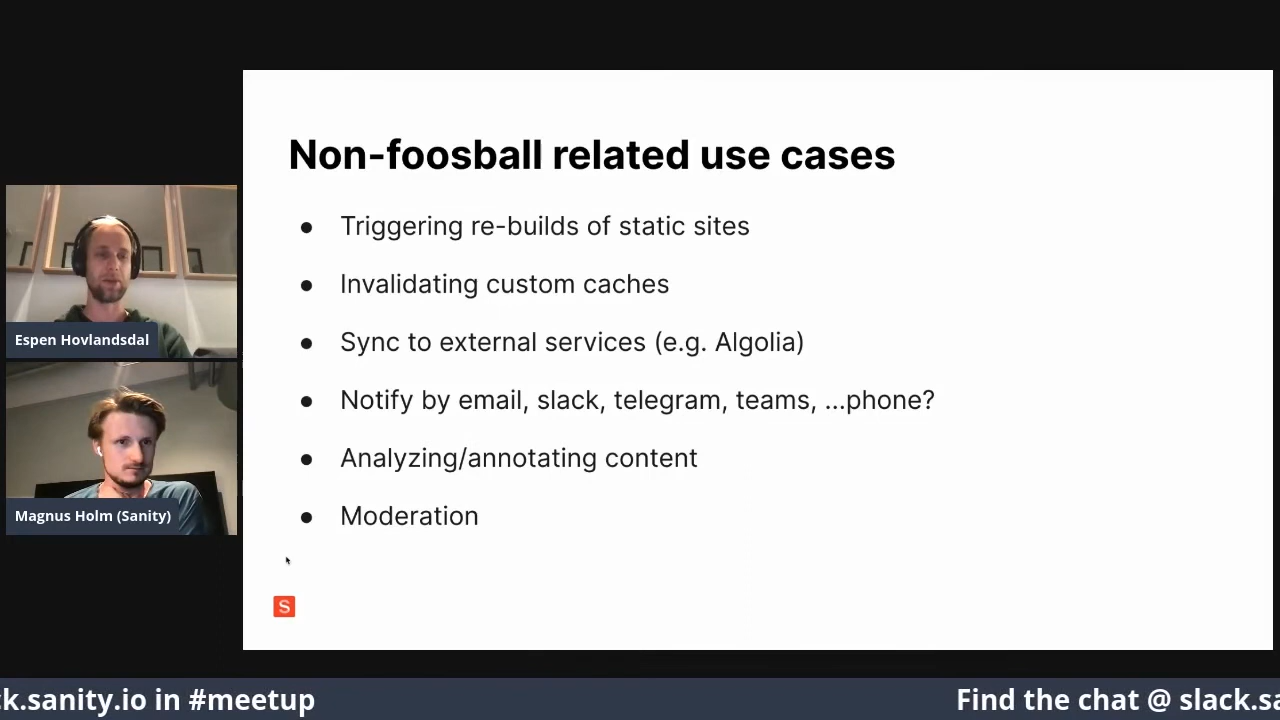 Non-foosball related use cases
● Triggering re-builds of static sites
● Invalidating custom caches
● Sync to external services (e.g. Algolia)
● Notify by email, slack, telegram, teams, ...phone?
● Analyzing/annotating content
● Moderation
S
Espen Hovlandsdal
Magnus Holm (Sanity)
ck.sanity.io in #meetup
Find the chat @ slack.sa